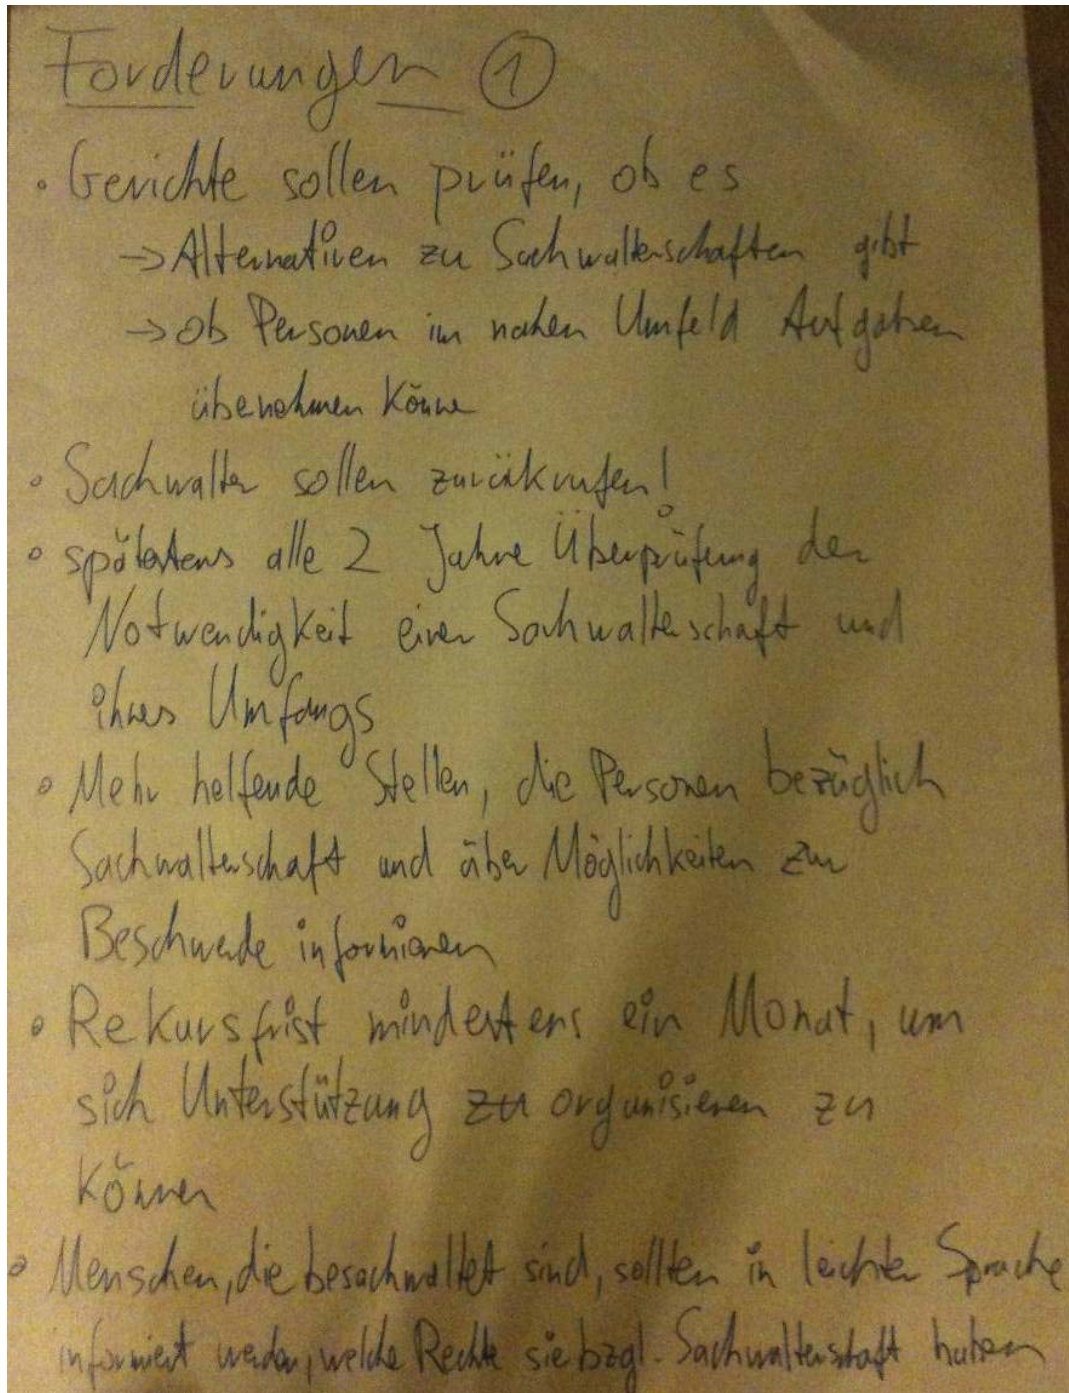 Forderungen ①
• Gerichte sollen prüfen, ob es
→ Alternativen zu Sachwalterschaften gibt
→ ob Personen im nahen Umfeld Aufgaben
übernehmen könne
• Sachwalter sollen zurükrufen!
• spätestens alle 2 Jahre Überprüfung der
Notwendigkeit einer Sachwalterschaft und
ihres Umfangs
• Mehr helfende Stellen, die Personen bezüglich
Sachwalterschaft und über Möglichkeiten zur
Beschwerde informieren
• Rekursfrist mindestens ein Monat, um
sich Unterstützung zu organisieren zu
können
• Menschen, die besachwaltet sind, sollten in leichter Sprache
informiert werden, welche Rechte sie bzgl. Sachwalterschaft haben